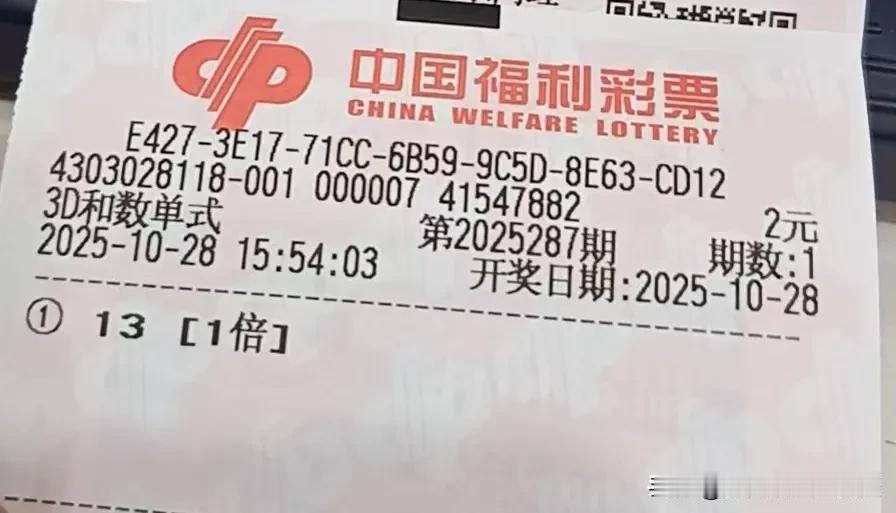 中国福利彩票
CHINA WELFARE LOTTERY
E427-3E17-71CC-6B59-9C5D-8E63-CD12
4303028118-001 000007 41547882 2元
3D和数单式 第2025287期 期数:1
2025-10-28 15:54:03 开奖日期:2025-10-28
① 13 [1倍]